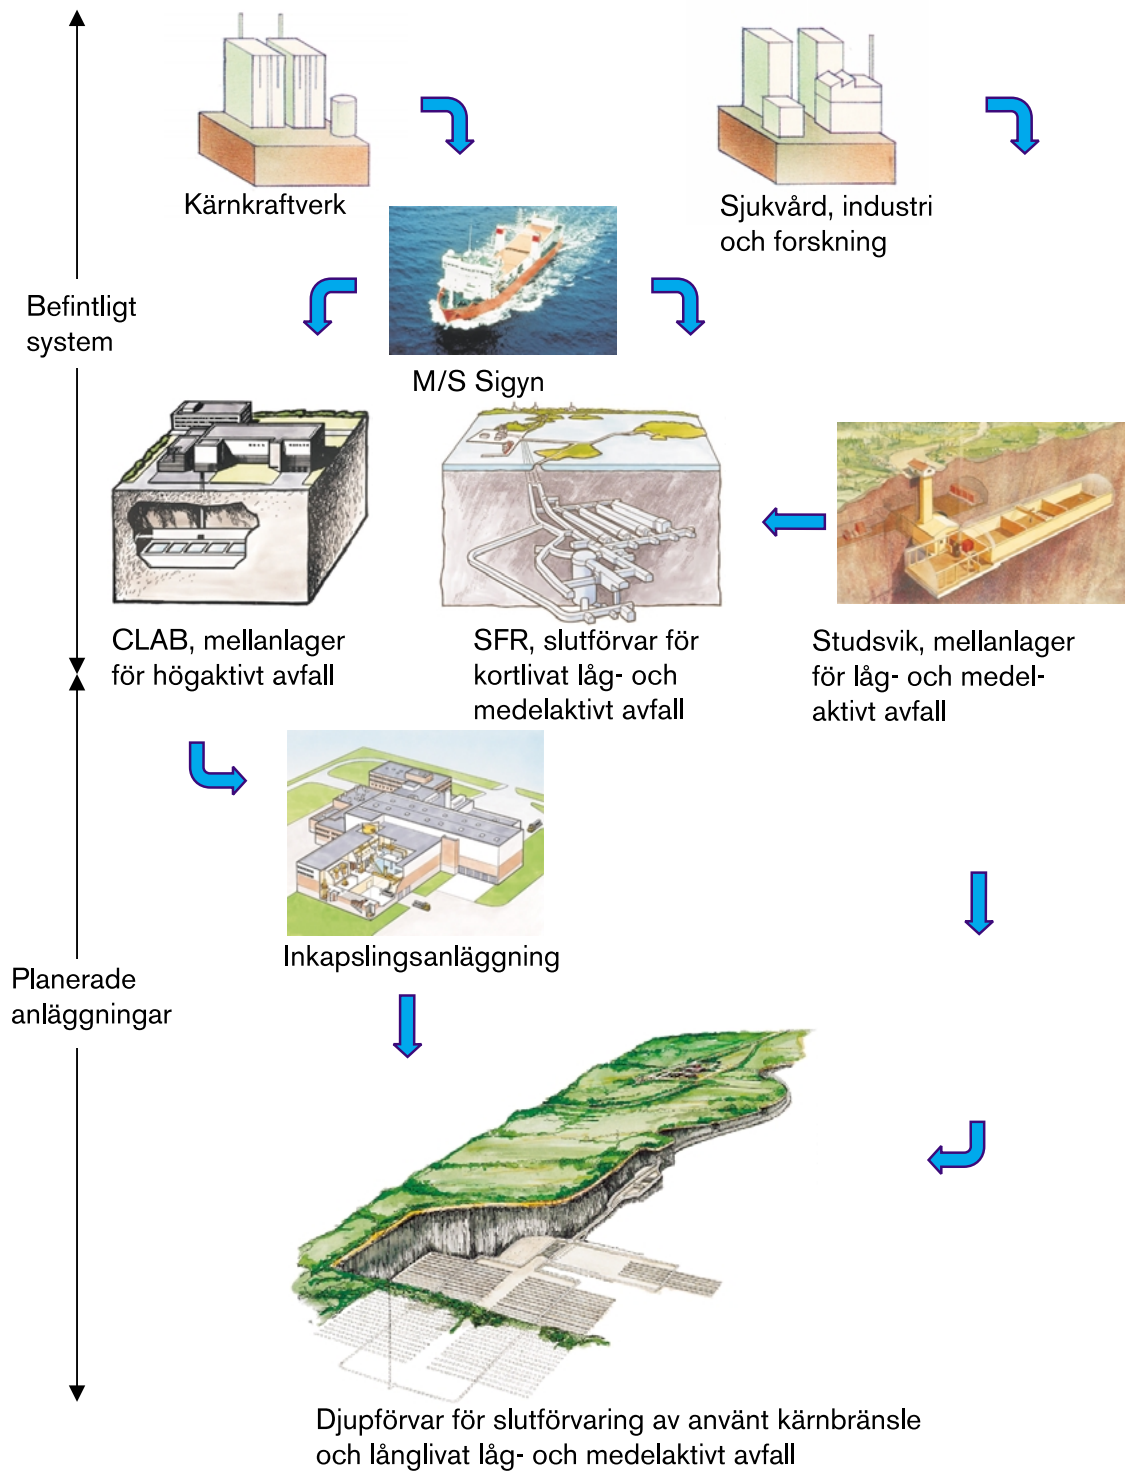 Kärnkraftverk
Sjukvård, industri
och forskning
Befintligt
system
M/S Sigyn
CLAB, mellanlager
för högaktivt avfall
SFR, slutförvar för
kortlivat låg- och
medelaktivt avfall
Studsvik, mellanlager
för låg- och medel-
aktivt avfall
Inkapslingsanläggning
Planerade
anläggningar
Djupförvar för slutförvaring av använt kärnbränsle
och långlivat låg- och medelaktivt avfall